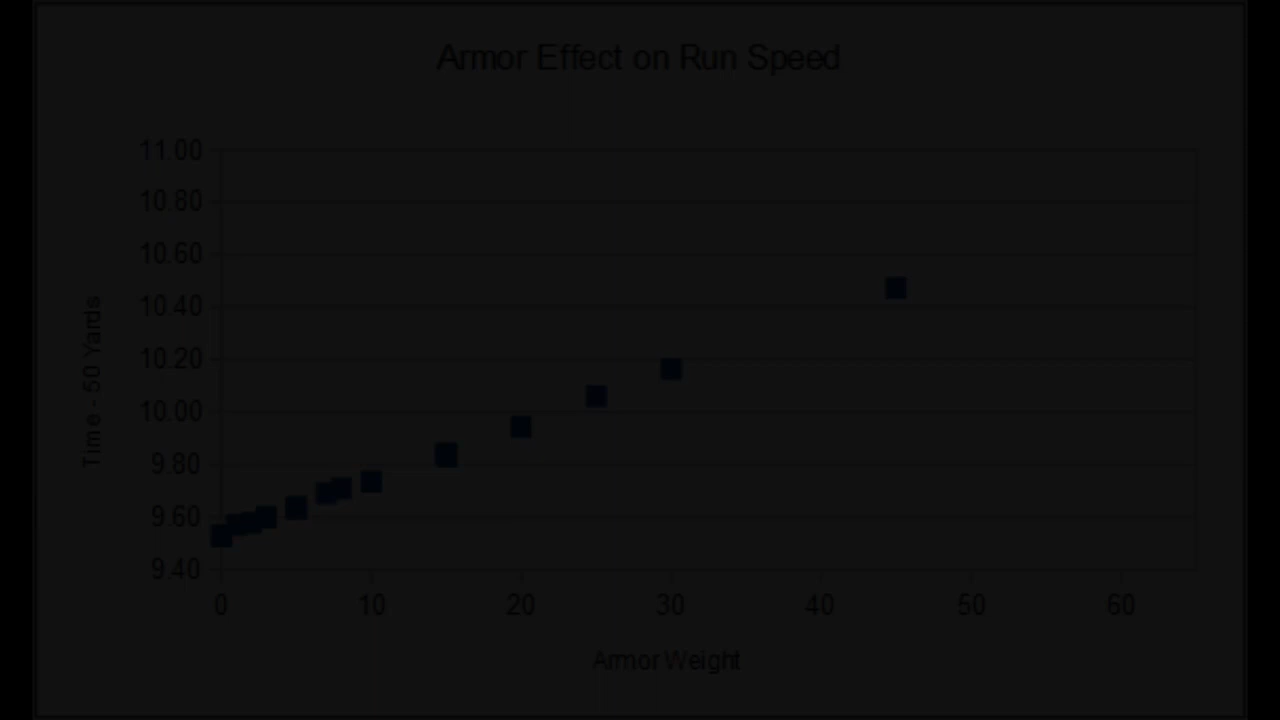 Armor Effect on Run Speed
11.00
10.80
10.60
10.40
10.20
10.00
9.80
9.60
9.40
Time - 50 Yards
0 10 20 30 40 50 60
Armor Weight